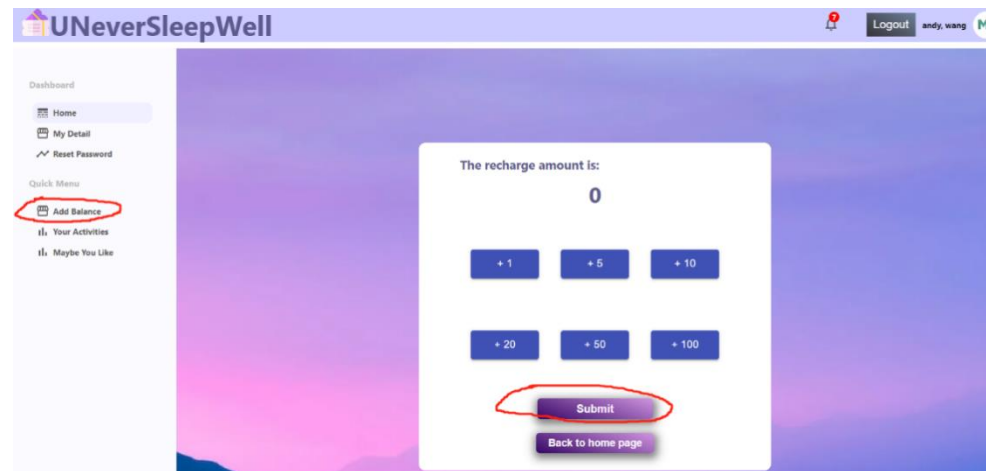 UNeverSleepWell
7
Logout
andy, wang
M
Dashboard
Home
My Detail
Reset Password
Quick Menu
Add Balance
Your Activities
Maybe You Like
The recharge amount is:
0
+ 1
+ 5
+ 10
+ 20
+ 50
+ 100
Submit
Back to home page